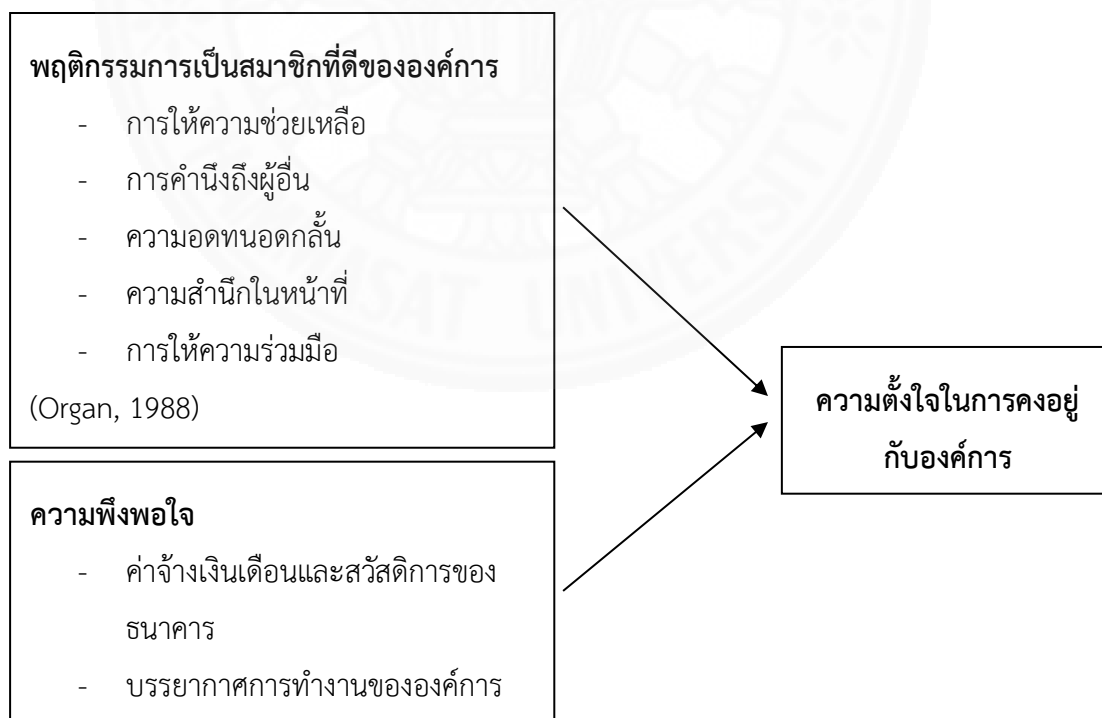 พฤติกรรมการเป็นสมาชิกที่ดีขององค์การ
- การให้ความช่วยเหลือ
- การคำนึงถึงผู้อื่น
- ความอดทนอดกลั้น
- ความสำนึกในหน้าที่
- การให้ความร่วมมือ
(Organ, 1988)
ความตั้งใจในการคงอยู่
กับองค์การ
ความพึงพอใจ
- ค่าจ้างเงินเดือนและสวัสดิการของ
ธนาคาร
- บรรยากาศการทำงานขององค์การ
SAT UNIVERSITY